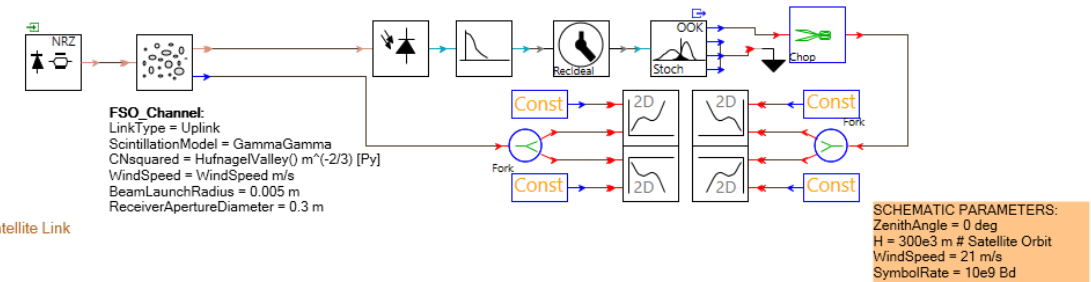 NRZ
OOK
RecIdeal
Stoch
Chop
Const
2D
2D
Const
Fork
Fork
Const
2D
2D
Const
FSO_Channel:
LinkType = Uplink
ScintillationModel = GammaGamma
CNsquared = HufnagelValley() m^(-2/3) [Py]
WindSpeed = WindSpeed m/s
BeamLaunchRadius = 0.005 m
ReceiverApertureDiameter = 0.3 m
tellite Link
SCHEMATIC PARAMETERS:
ZenithAngle = 0 deg
H = 300e3 m # Satellite Orbit
WindSpeed = 21 m/s
SymbolRate = 10e9 Bd